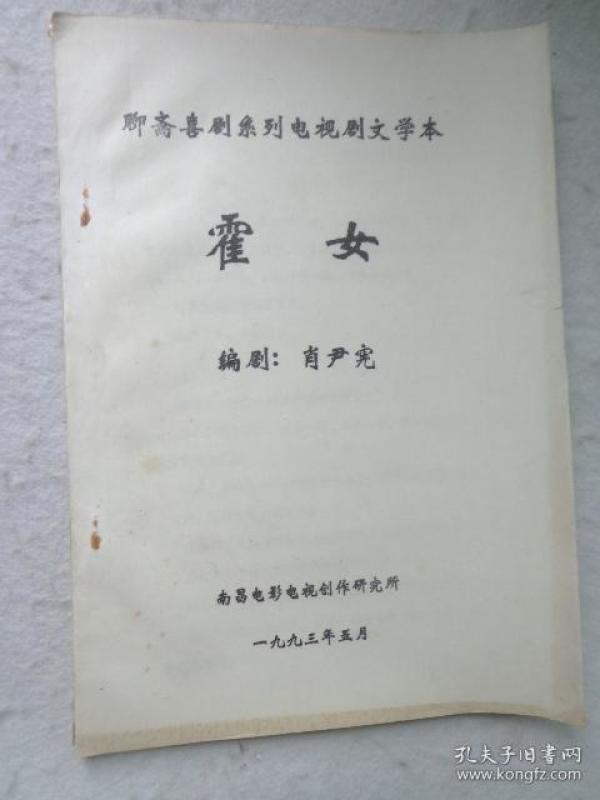 聊斋喜剧系列电视剧文学本
霍女
编剧：肖尹宪
南昌电影电视创作研究所
一九九三年五月
孔夫子旧书网
www.kongfz.com